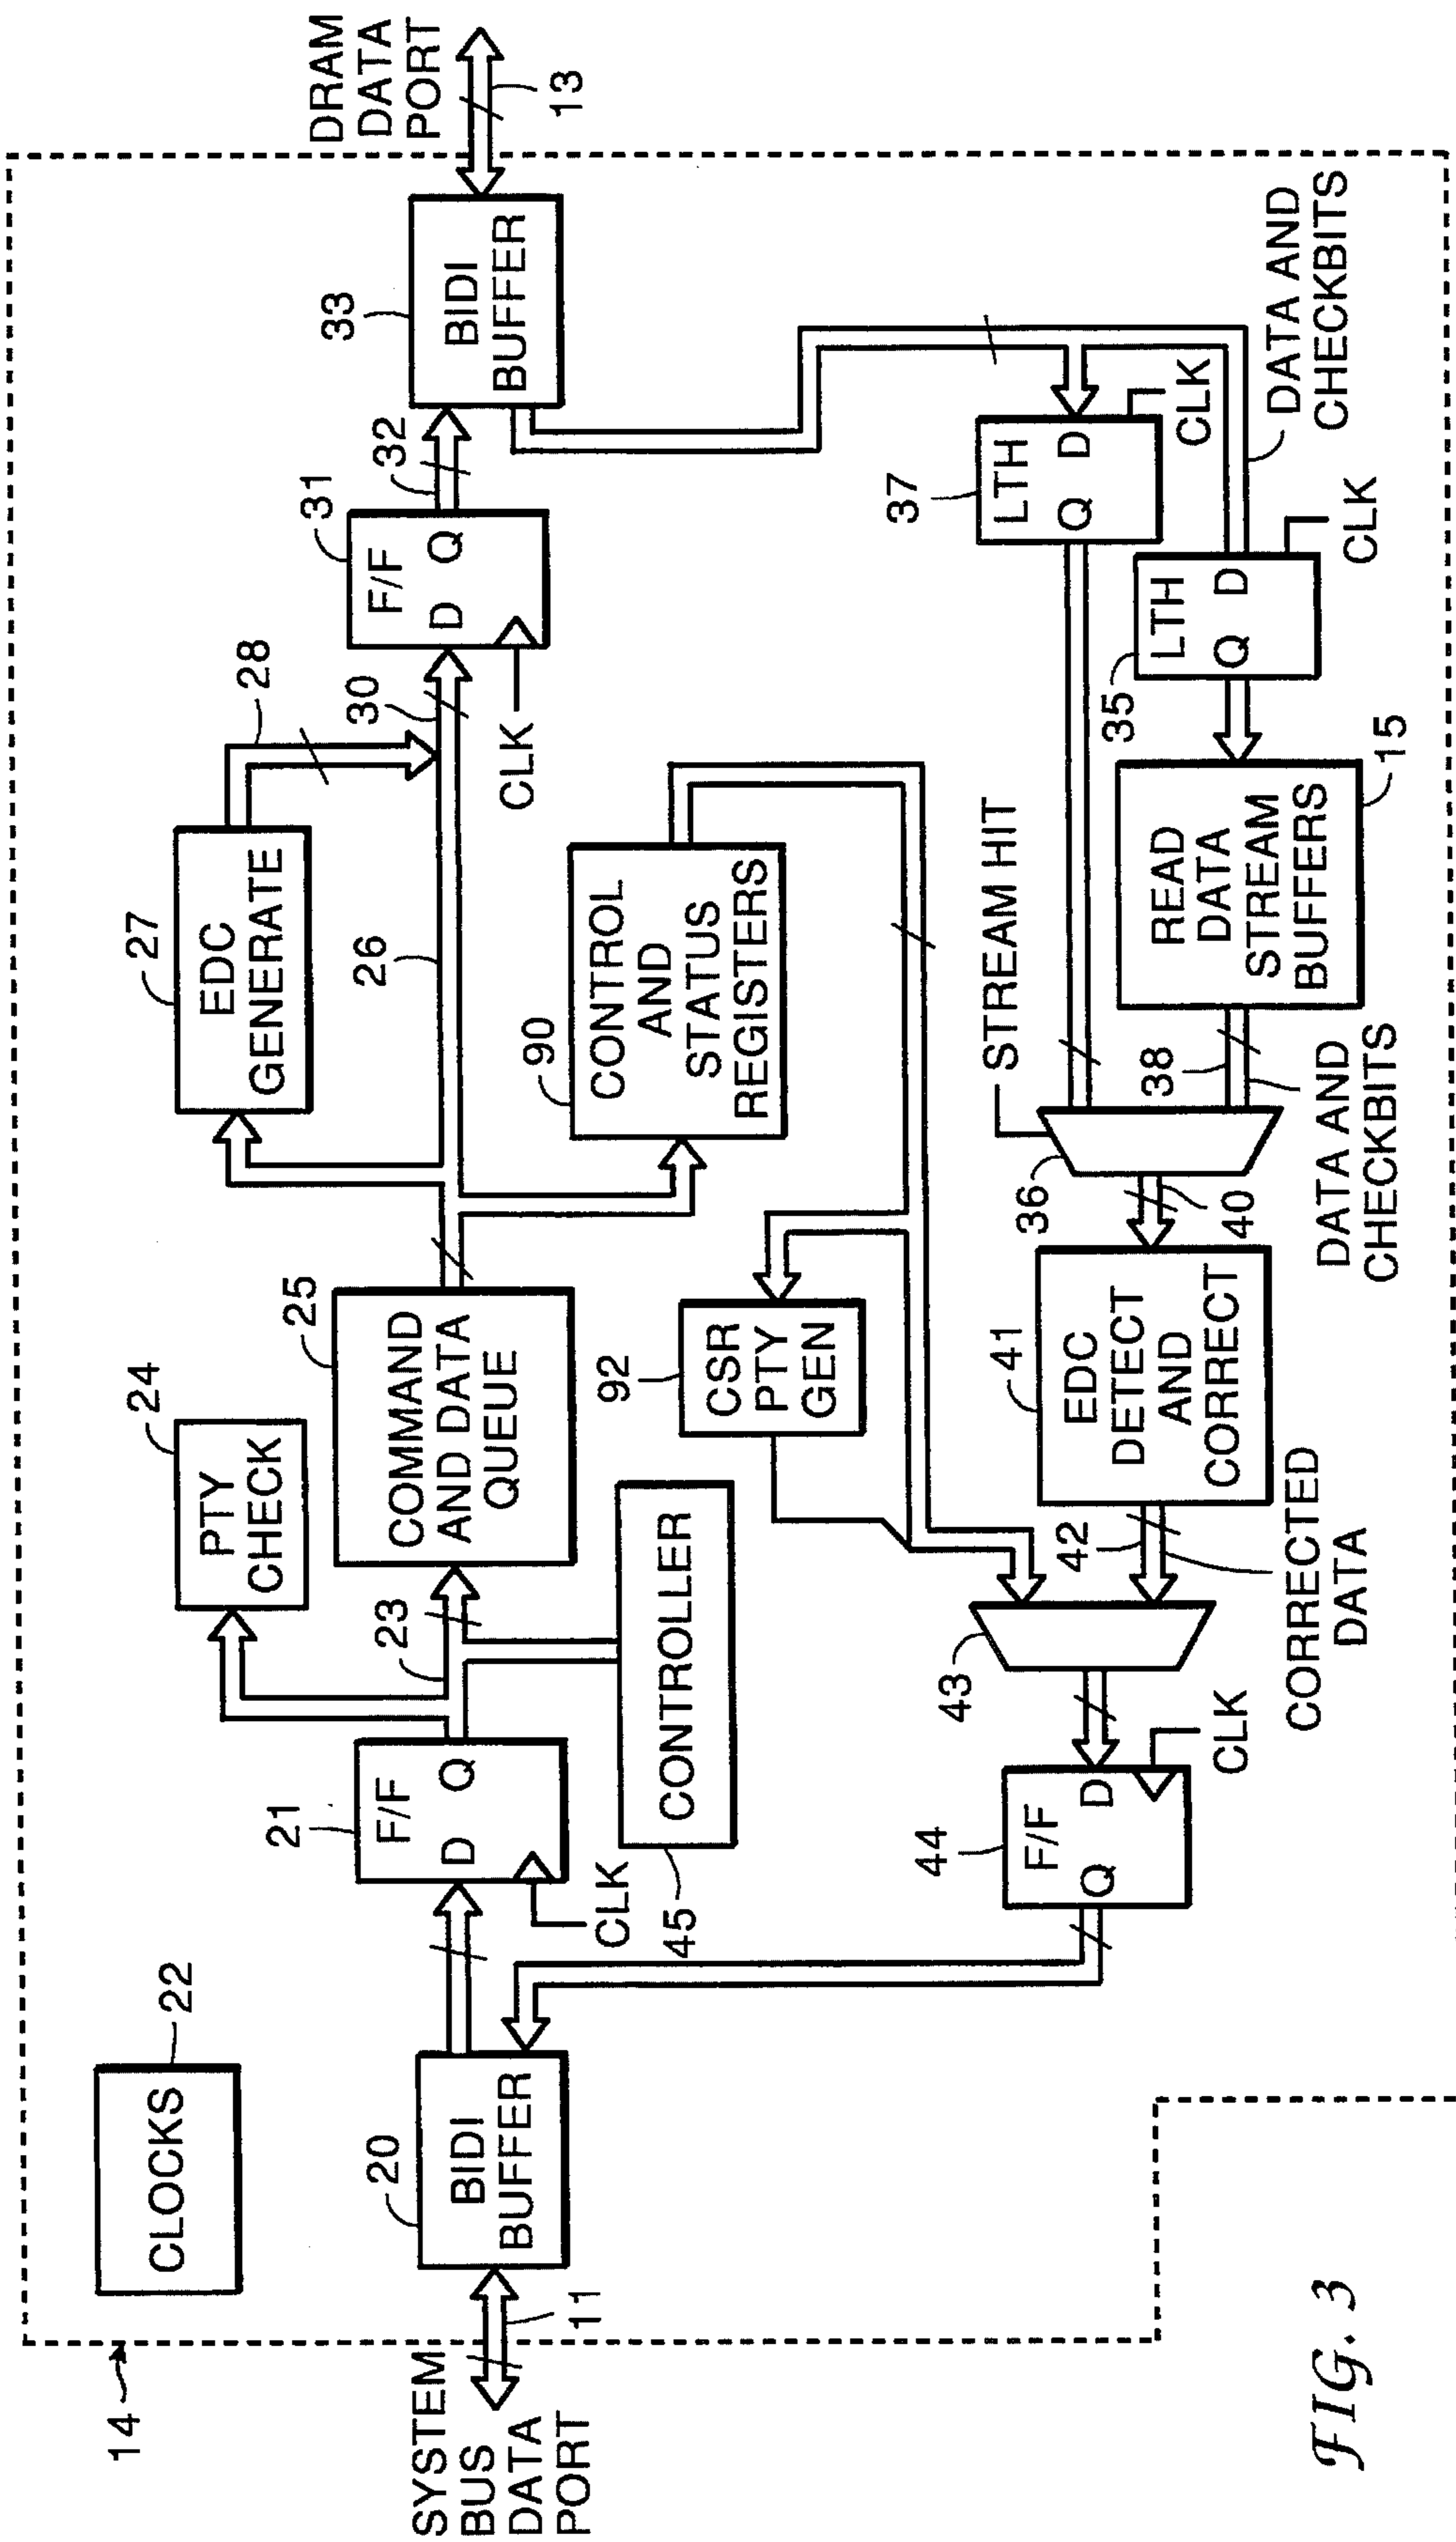 14
CLOCKS
22
SYSTEM
BUS
DATA
PORT
11
20
BIDI
BUFFER
21
F/F
D Q
CLK
23
24
PTY
CHECK
25
COMMAND
AND DATA
QUEUE
45
CONTROLLER
26
27
EDC
GENERATE
28
30
CLK
31
F/F
D Q
32
33
BIDI
BUFFER
DRAM
DATA
PORT
13
90
CONTROL
AND
STATUS
REGISTERS
92
CSR
PTY
GEN
37
LTH
Q D
CLK
35
LTH
Q D
CLK
DATA AND
CHECKBITS
READ
DATA
STREAM
BUFFERS
15
STREAM HIT
38
DATA AND
CHECKBITS
36
40
41
EDC
DETECT
AND
CORRECT
42
CORRECTED
DATA
43
44
F/F
Q D
CLK
FIG. 3